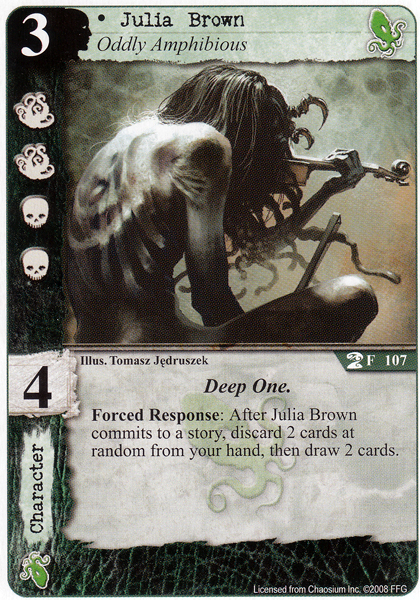 3
• Julia Brown
Oddly Amphibious
Illus. Tomasz Jędruszek
F 107
4
Deep One.
Forced Response: After Julia Brown
commits to a story, discard 2 cards at
random from your hand, then draw 2 cards.
Character
Licensed from Chaosium Inc. ©2008 FFG